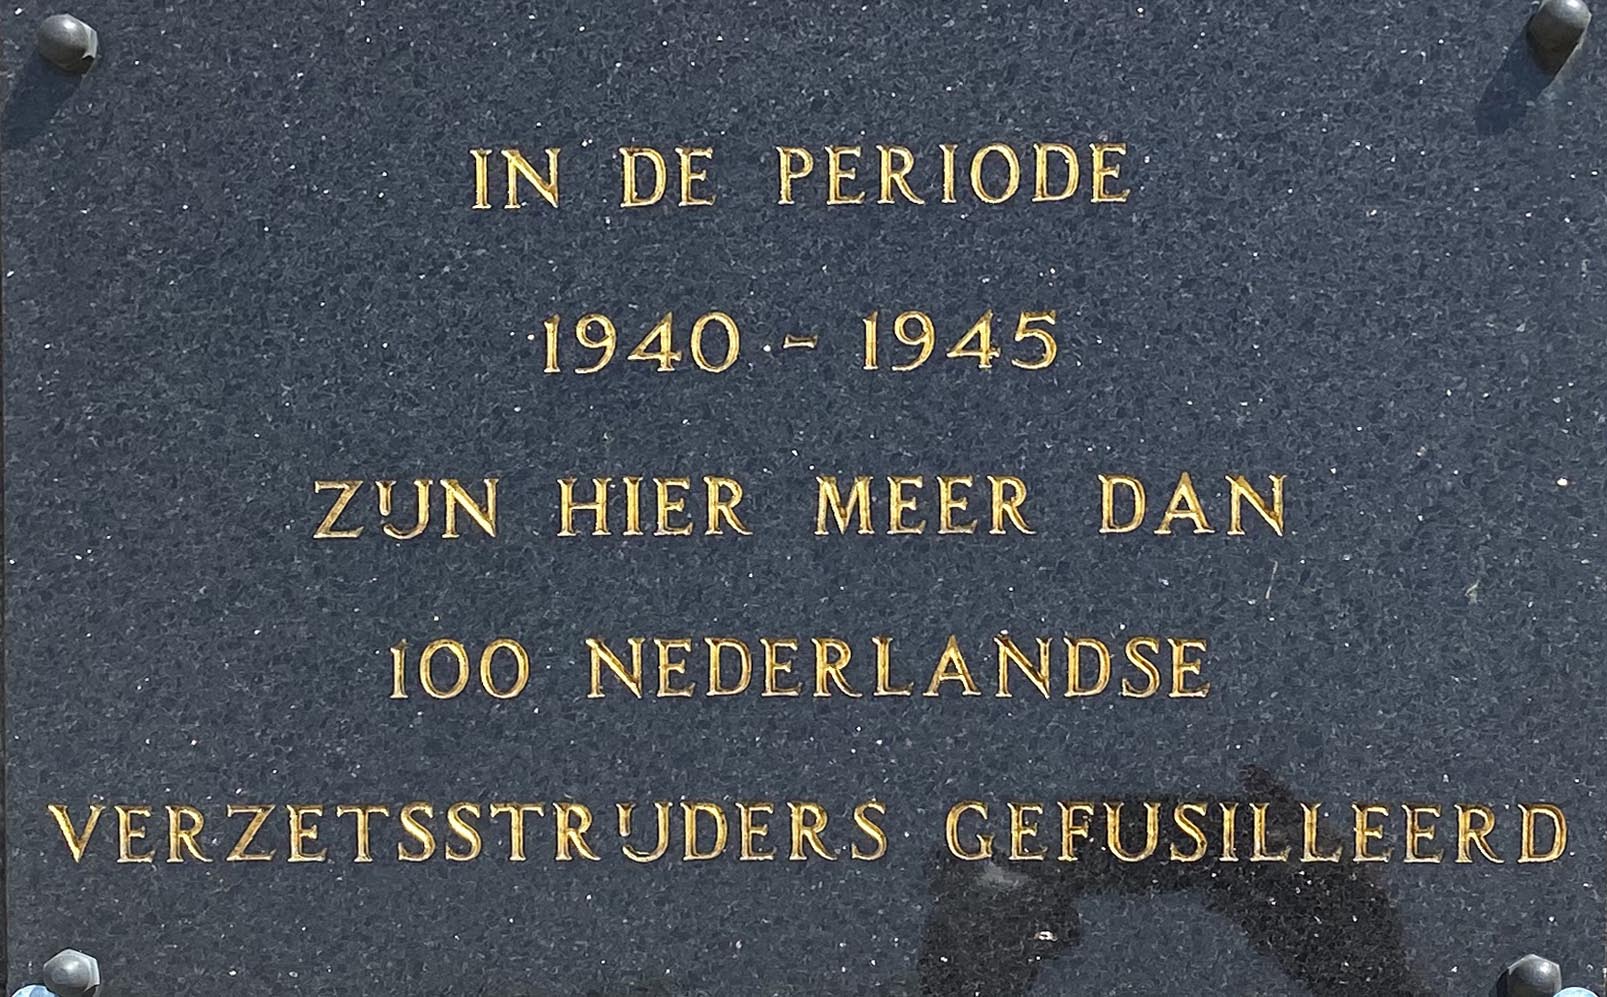 IN DE PERIODE
1940 - 1945
ZIJN HIER MEER DAN
100 NEDERLANDSE
VERZETSSTRIJDERS GEFUSILLEERD